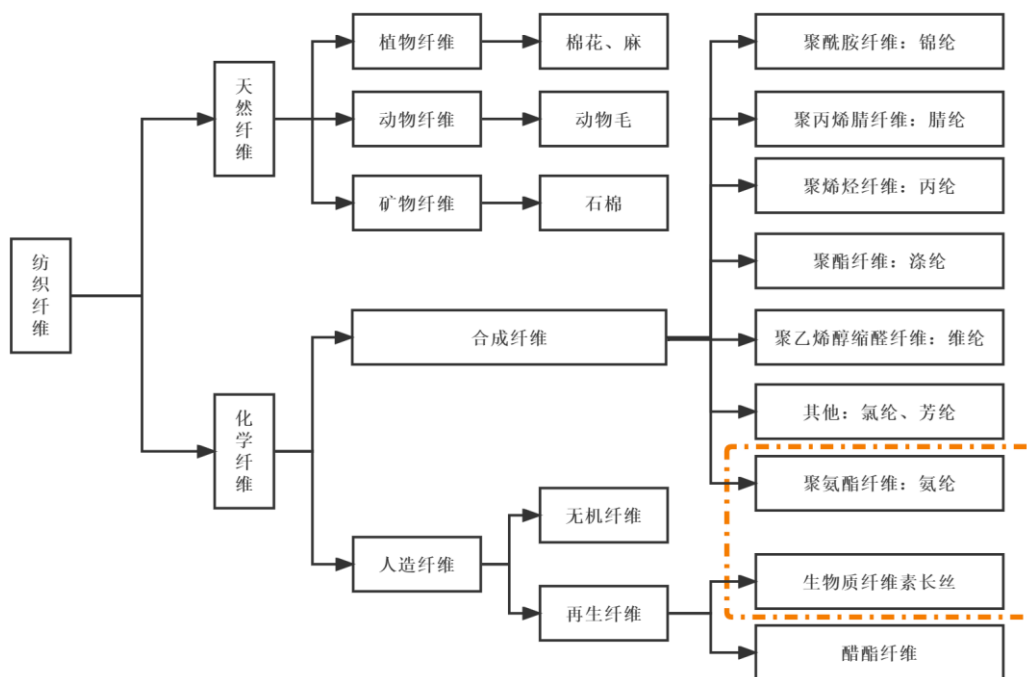 纺织纤维
天然纤维
植物纤维
棉花、麻
动物纤维
动物毛
矿物纤维
石棉
化学纤维
合成纤维
聚酰胺纤维：锦纶
聚丙烯腈纤维：腈纶
聚烯烃纤维：丙纶
聚酯纤维：涤纶
聚乙烯醇缩醛纤维：维纶
其他：氯纶、芳纶
聚氨酯纤维：氨纶
人造纤维
无机纤维
再生纤维
生物质纤维素长丝
醋酯纤维